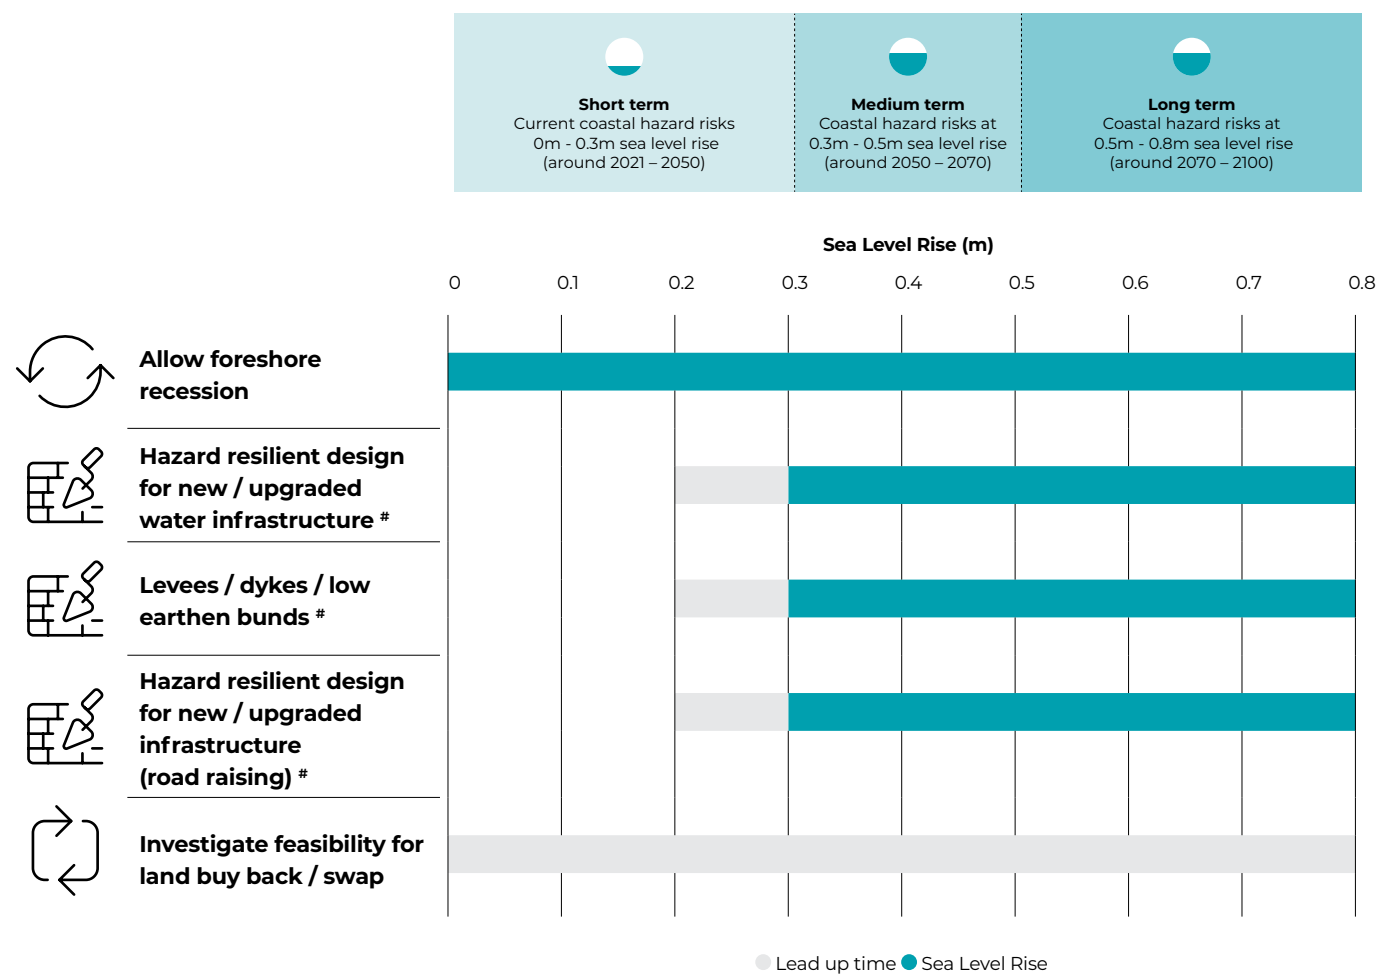 Short term
Current coastal hazard risks
0m - 0.3m sea level rise
(around 2021 – 2050)
Medium term
Coastal hazard risks at
0.3m - 0.5m sea level rise
(around 2050 – 2070)
Long term
Coastal hazard risks at
0.5m - 0.8m sea level rise
(around 2070 – 2100)
Sea Level Rise (m)
0 0.1 0.2 0.3 0.4 0.5 0.6 0.7 0.8
Allow foreshore
recession
Hazard resilient design
for new / upgraded
water infrastructure #
Levees / dykes / low
earthen bunds #
Hazard resilient design
for new / upgraded
infrastructure
(road raising) #
Investigate feasibility for
land buy back / swap
Lead up time Sea Level Rise